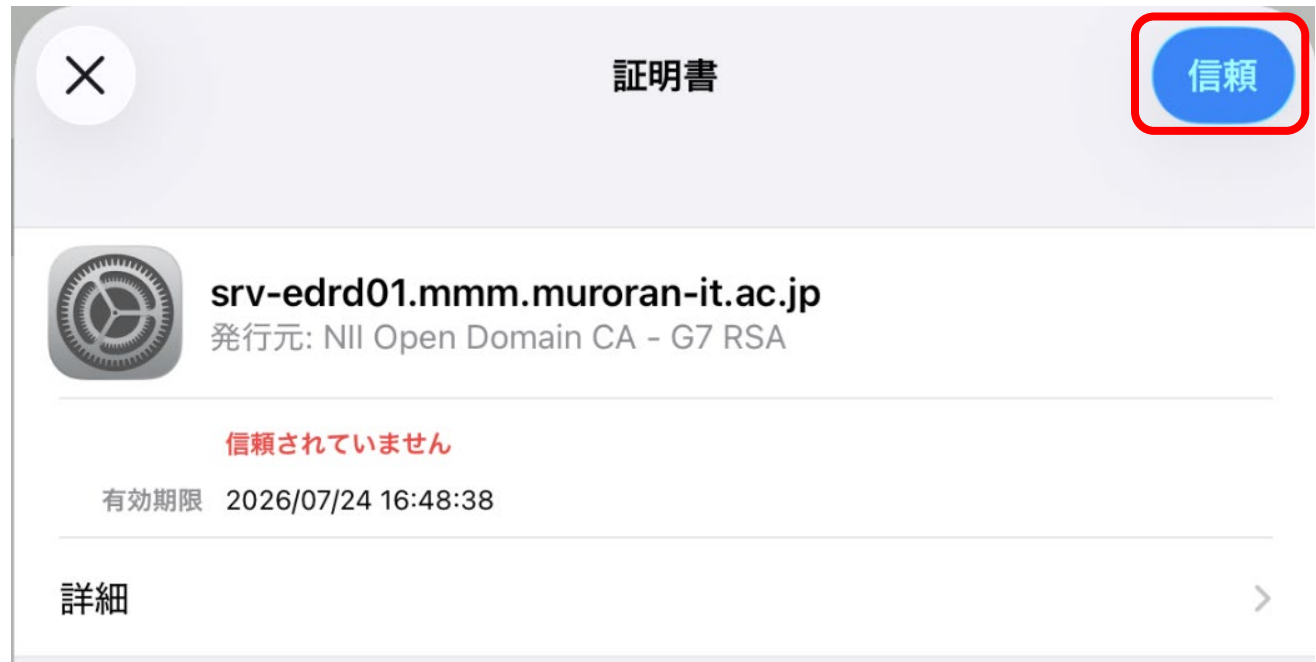 証明書
信頼
srv-edrd01.mmm.muroran-it.ac.jp
発行元: NII Open Domain CA - G7 RSA
信頼されていません
有効期限 2026/07/24 16:48:38
詳細